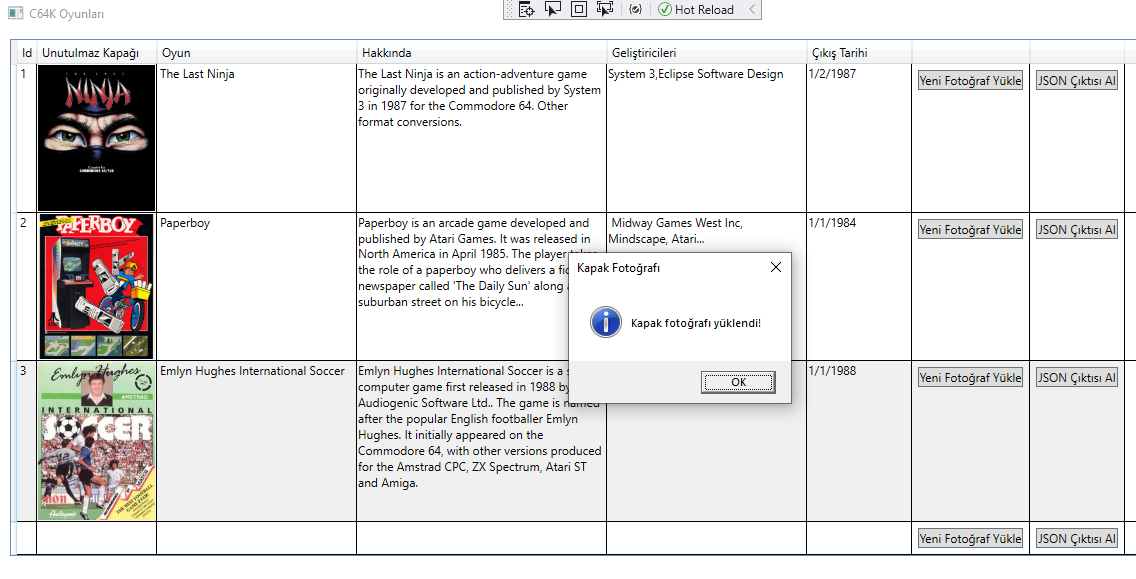 C64K Oyunları
Hot Reload
Id Unutulmaz Kapağı Oyun Hakkında Geliştiricileri Çıkış Tarihi
1
THE LAST
NINJA
COMMODORE 64/128
The Last Ninja
The Last Ninja is an action-adventure game
originally developed and published by System
3 in 1987 for the Commodore 64. Other
format conversions.
System 3,Eclipse Software Design
1/2/1987
Yeni Fotoğraf Yükle
JSON Çıktısı Al
2
PAPERBOY
Paperboy
Paperboy is an arcade game developed and
published by Atari Games. It was released in
North America in April 1985. The player
the role of a paperboy who delivers a
newspaper called 'The Daily Sun' along
suburban street on his bicycle...
Midway Games West Inc,
Mindscape, Atari...
1/1/1984
Yeni Fotoğraf Yükle
JSON Çıktısı Al
Kapak Fotoğrafı
Kapak fotoğrafı yüklendi!
OK
3
Emlyn Hughes
AMSTRAD
INTERNATIONAL
SOCCER
Audiogenic
Emlyn Hughes International Soccer
Emlyn Hughes International Soccer is a
computer game first released in 1988 by
Audiogenic Software Ltd.. The game is named
after the popular English footballer Emlyn
Hughes. It initially appeared on the
Commodore 64, with other versions produced
for the Amstrad CPC, ZX Spectrum, Atari ST
and Amiga.
1/1/1988
Yeni Fotoğraf Yükle
JSON Çıktısı Al
Yeni Fotoğraf Yükle
JSON Çıktısı Al